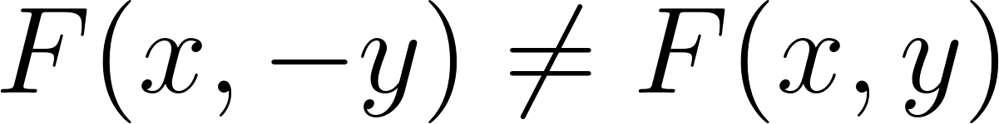 F(x, −y) ≠ F(x, y)